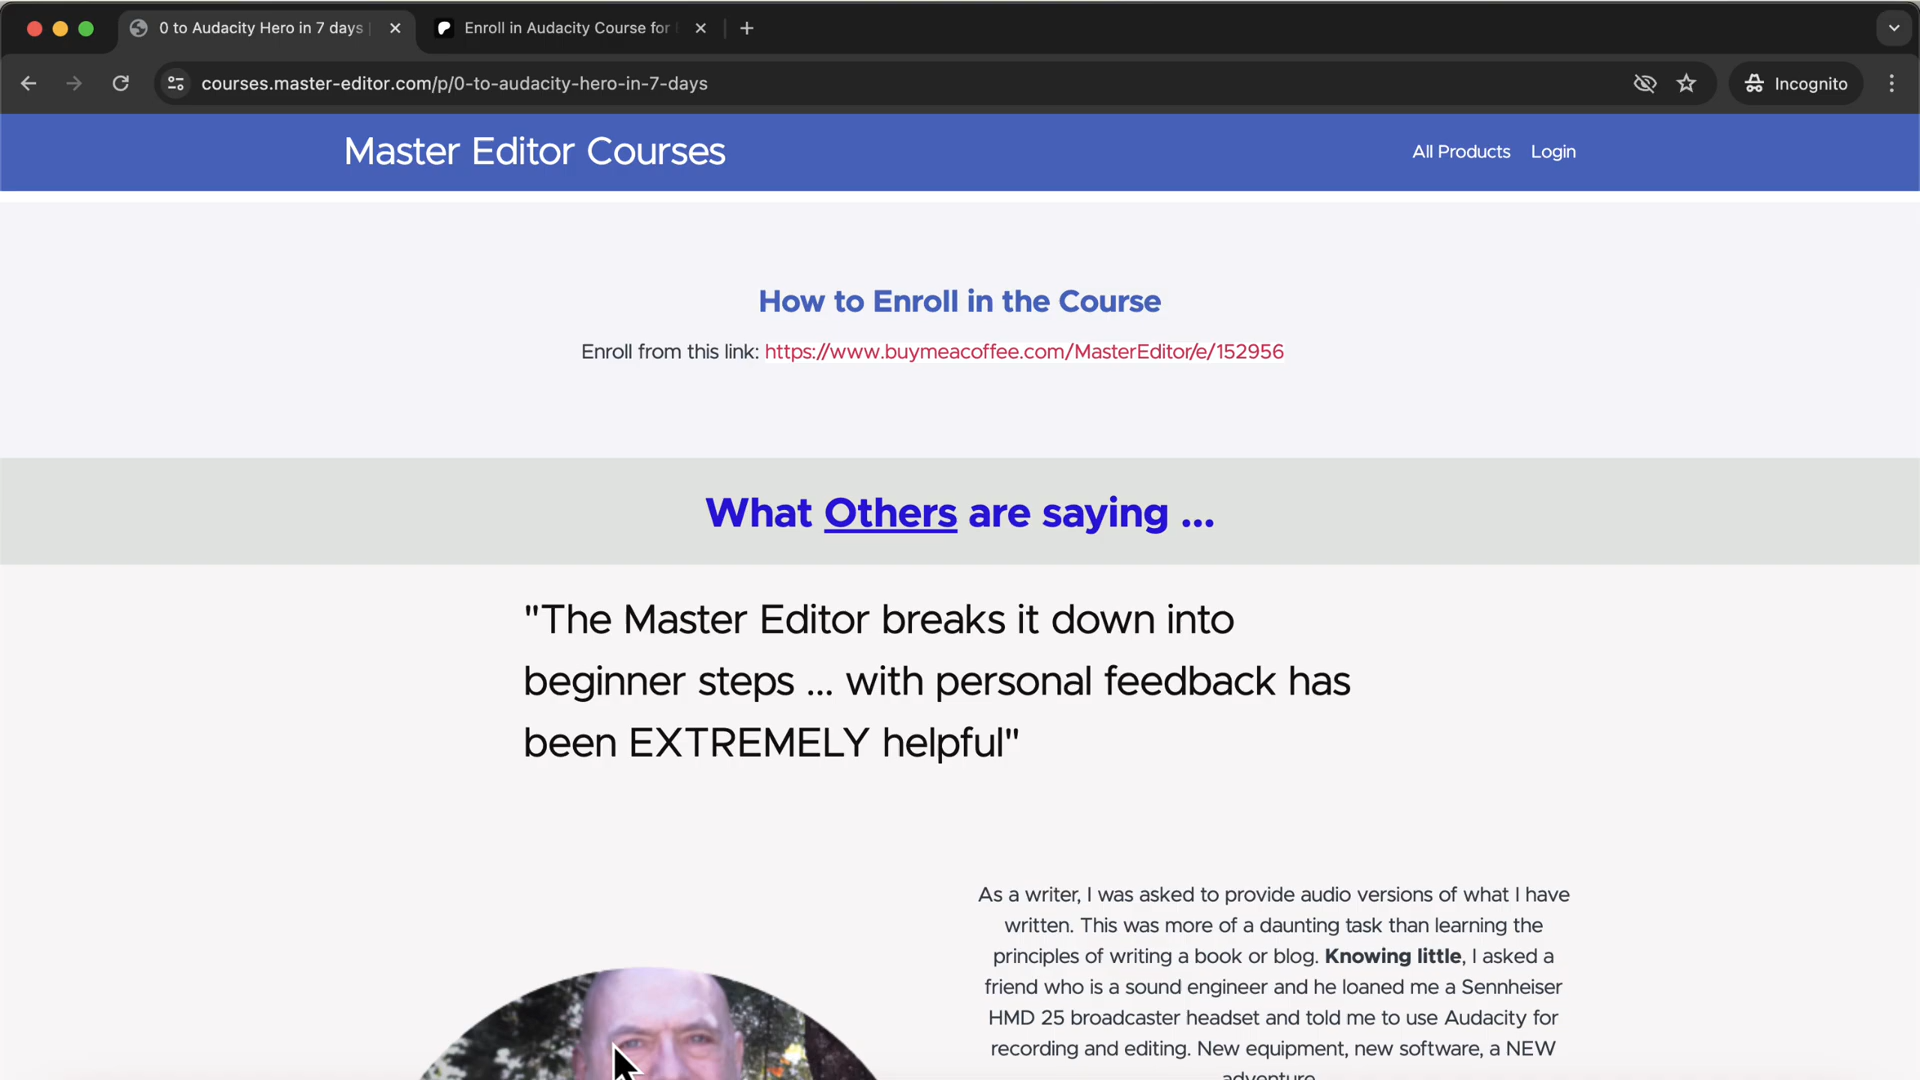 0 to Audacity Hero in 7 days
Enroll in Audacity Course for
courses.master-editor.com/p/0-to-audacity-hero-in-7-days
Incognito
Master Editor Courses
All Products
Login
How to Enroll in the Course
Enroll from this link: https://www.buymeacoffee.com/MasterEditor/e/152956
What Others are saying ...
"The Master Editor breaks it down into
beginner steps ... with personal feedback has
been EXTREMELY helpful"
As a writer, I was asked to provide audio versions of what I have
written. This was more of a daunting task than learning the
principles of writing a book or blog. Knowing little, I asked a
friend who is a sound engineer and he loaned me a Sennheiser
HMD 25 broadcaster headset and told me to use Audacity for
recording and editing. New equipment, new software, a NEW
adventure